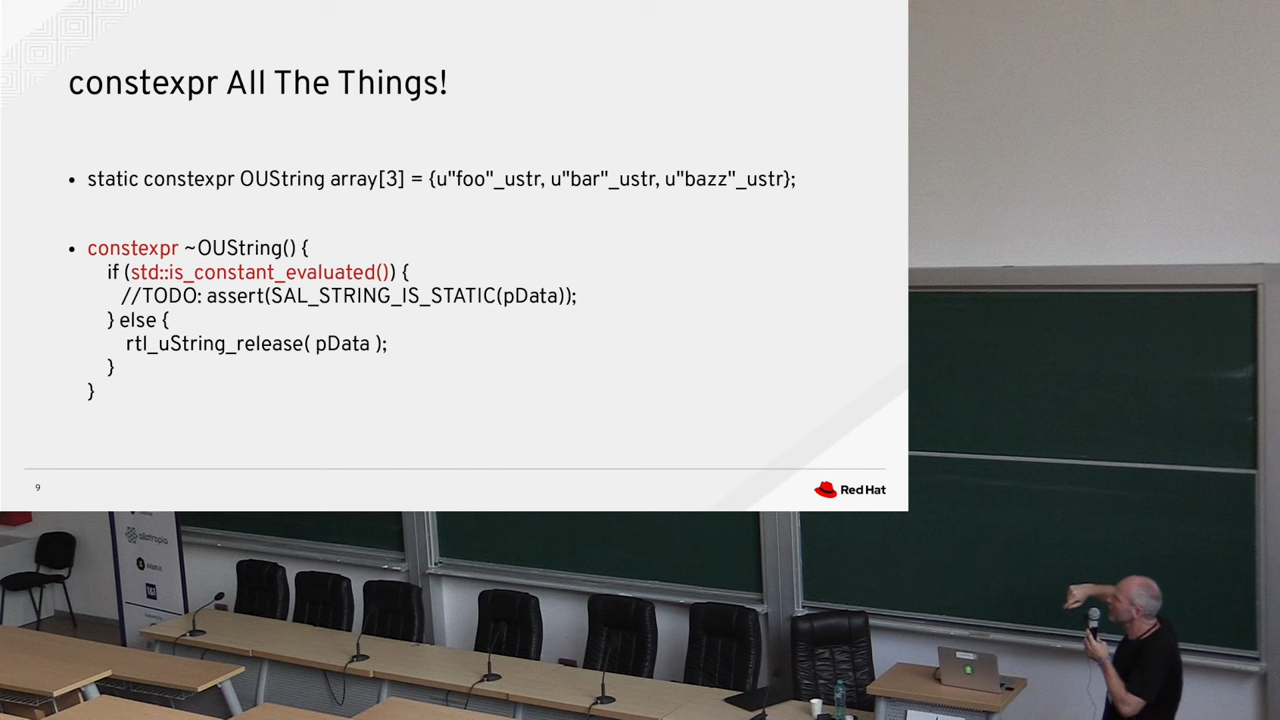 constexpr All The Things!
• static constexpr OUString array[3] = {u"foo"_ustr, u"bar"_ustr, u"bazz"_ustr};
• constexpr ~OUString() {
if (std::is_constant_evaluated()) {
//TODO: assert(SAL_STRING_IS_STATIC(pData));
} else {
rtl_uString_release( pData );
}
}
9
Red Hat
allotropia